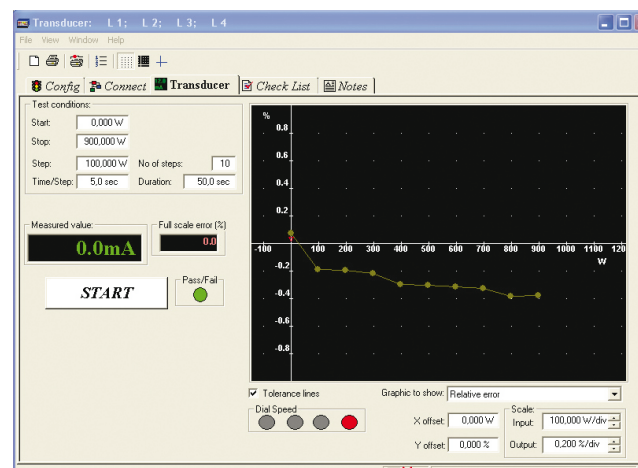 Transducer: L 1; L 2; L 3; L 4
File View Window Help
Config Connect Transducer Check List Notes
Test conditions:
Start: 0,000 W
Stop: 900,000 W
Step: 100,000 W No of steps: 10
Time/Step: 5,0 sec Duration: 50,0 sec
Measured value: Full scale error (%)
0.0mA 0.0
START Pass/Fail
%
0.8
0.6
0.4
0.2
-100 100 200 300 400 500 600 700 800 900 1000 1100 120
W
-0.2
-0.4
-0.6
-0.8
Tolerance lines Graphic to show: Relative error
Dial Speed
X offset: 0,000 W
Y offset: 0,000 %
Scale:
Input: 100,000 W/div
Output: 0,200 %/div